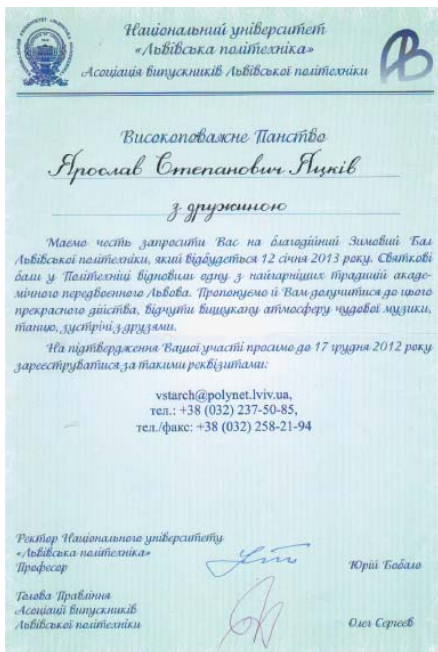 Національний університет
«Львівська політехніка»
Асоціація випускників Львівської політехніки
Високоповажне Панство
Ярослав Степанович Яцків
з дружиною
Маємо честь запросити Вас на благодійний Зимовий Бал
Львівської політехніки, який відбудеться 12 січня 2013 року. Святкові
бали у Політехніці відновили одну з найгарніших традицій акаде-
мічного передвоєнного Львова. Пропонуємо й Вам долучитися до цього
прекрасного дійства, відчути вишукану атмосферу чудової музики,
танцю, зустрічі з друзями.
На підтвердження Вашої участі просимо до 17 грудня 2012 року
зареєструватися за такими реквізитами:
vstarch@polynet.lviv.ua,
тел.: +38 (032) 237-50-85,
тел./факс: +38 (032) 258-21-94
Ректор Національного університету
«Львівська політехніка»
Професор
Юрій Бобало
Голова Правління
Асоціації випускників
Львівської політехніки
Олег Сергеєв